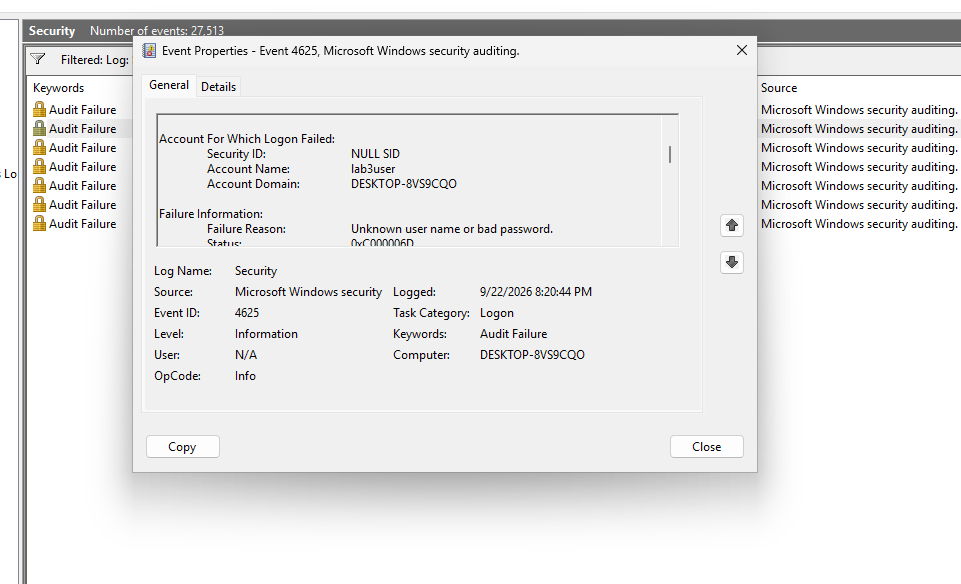 Security Number of events: 27,513
Filtered: Log:
Keywords
Audit Failure
Audit Failure
Audit Failure
Audit Failure
Audit Failure
Audit Failure
Audit Failure
Lo
Event Properties - Event 4625, Microsoft Windows security auditing.
General Details
Account For Which Logon Failed:
Security ID: NULL SID
Account Name: lab3user
Account Domain: DESKTOP-8VS9CQO
Failure Information:
Failure Reason: Unknown user name or bad password.
Status: 0xC000006D
Log Name: Security
Source: Microsoft Windows security Logged: 9/22/2026 8:20:44 PM
Event ID: 4625 Task Category: Logon
Level: Information Keywords: Audit Failure
User: N/A Computer: DESKTOP-8VS9CQO
OpCode: Info
Copy Close
Source
Microsoft Windows security auditing.
Microsoft Windows security auditing.
Microsoft Windows security auditing.
Microsoft Windows security auditing.
Microsoft Windows security auditing.
Microsoft Windows security auditing.
Microsoft Windows security auditing.